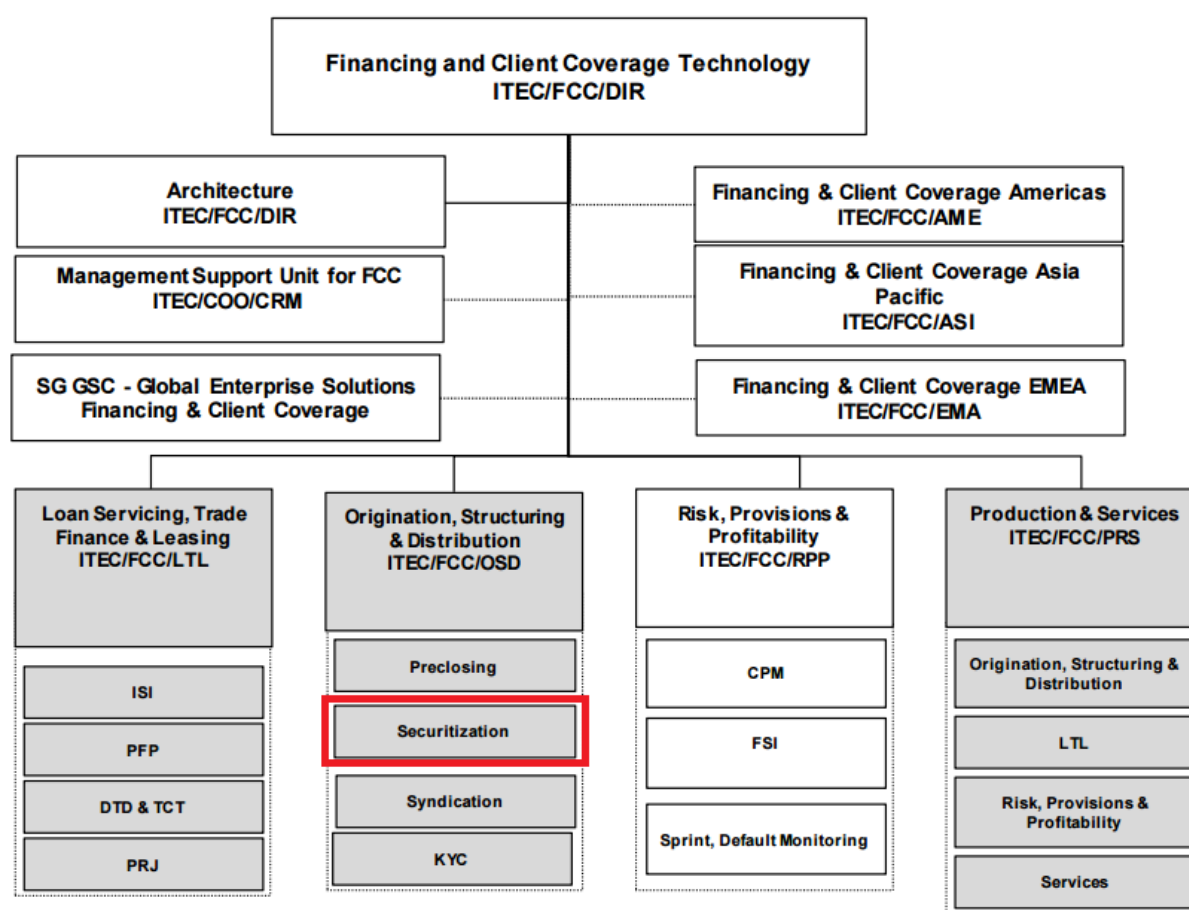 Financing and Client Coverage Technology
ITEC/FCC/DIR
Architecture
ITEC/FCC/DIR
Financing & Client Coverage Americas
ITEC/FCC/AME
Management Support Unit for FCC
ITEC/COO/CRM
Financing & Client Coverage Asia
Pacific
ITEC/FCC/ASI
SG GSC - Global Enterprise Solutions
Financing & Client Coverage
Financing & Client Coverage EMEA
ITEC/FCC/EMA
Loan Servicing, Trade
Finance & Leasing
ITEC/FCC/LTL
ISI
PFP
DTD & TCT
PRJ
Origination, Structuring
& Distribution
ITEC/FCC/OSD
Preclosing
Securitization
Syndication
KYC
Risk, Provisions &
Profitability
ITEC/FCC/RPP
CPM
FSI
Sprint, Default Monitoring
Production & Services
ITEC/FCC/PRS
Origination, Structuring &
Distribution
LTL
Risk, Provisions &
Profitability
Services